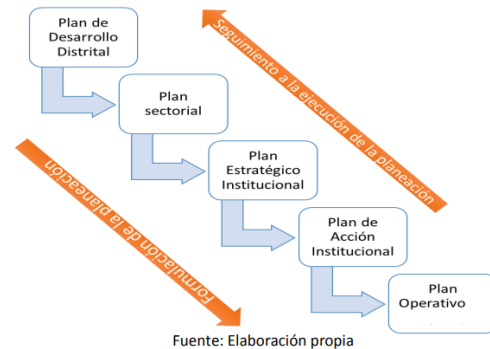 Plan de
Desarrollo
Distrital
Seguimiento a la ejecución de la planeación
Plan
sectorial
Plan
Estratégico
Institucional
Formulación de la planeación
Plan de
Acción
Institucional
Plan
Operativo
Fuente: Elaboración propia